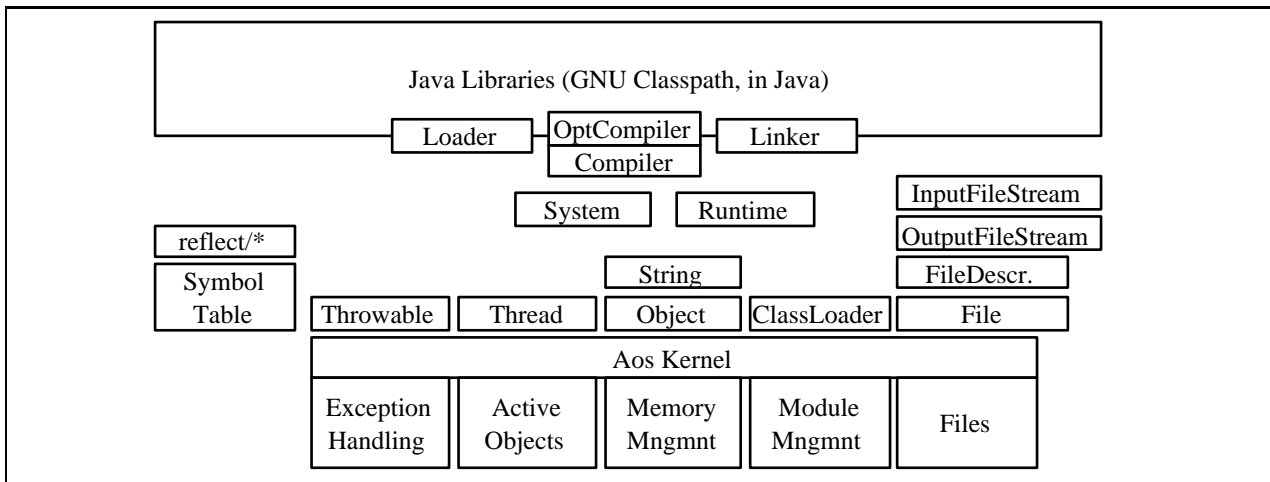 Java Libraries (GNU Classpath, in Java)
Loader
OptCompiler
Linker
Compiler
InputFileStream
System
Runtime
OutputFileStream
reflect/*
String
FileDescr.
Symbol
Table
Throwable
Thread
Object
ClassLoader
File
Aos Kernel
Exception
Handling
Active
Objects
Memory
Mngmnt
Module
Mngmnt
Files